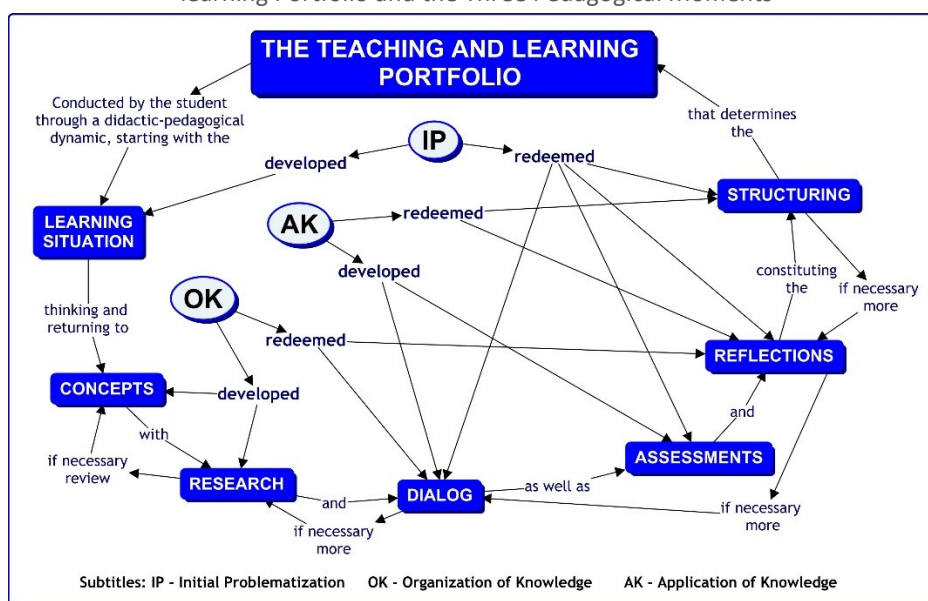 learning Portfolio and the Three Pedagogical Moments
THE TEACHING AND LEARNING
PORTFOLIO
Conducted by the student
through a didactic-pedagogical
dynamic, starting with the
that determines
the
IP
developed
redeemed
STRUCTURING
LEARNING
SITUATION
AK
redeemed
developed
constituting
the
if necessary
more
thinking and
returning to
OK
redeemed
REFLECTIONS
CONCEPTS
developed
and
with
if necessary
review
ASSESSMENTS
RESEARCH
and
DIALOG
as well as
if necessary
more
if necessary
more
Subtitles: IP - Initial Problematization OK - Organization of Knowledge AK - Application of Knowledge